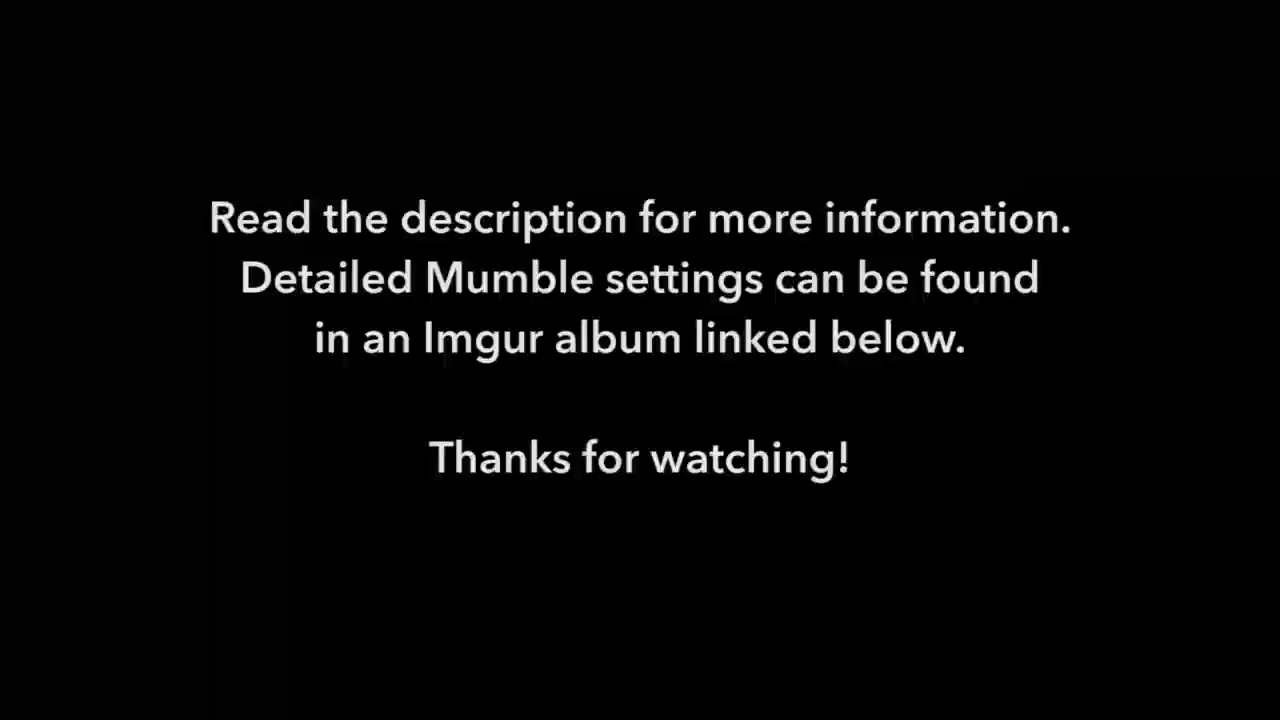 Read the description for more information.
Detailed Mumble settings can be found
in an Imgur album linked below.
Thanks for watching!